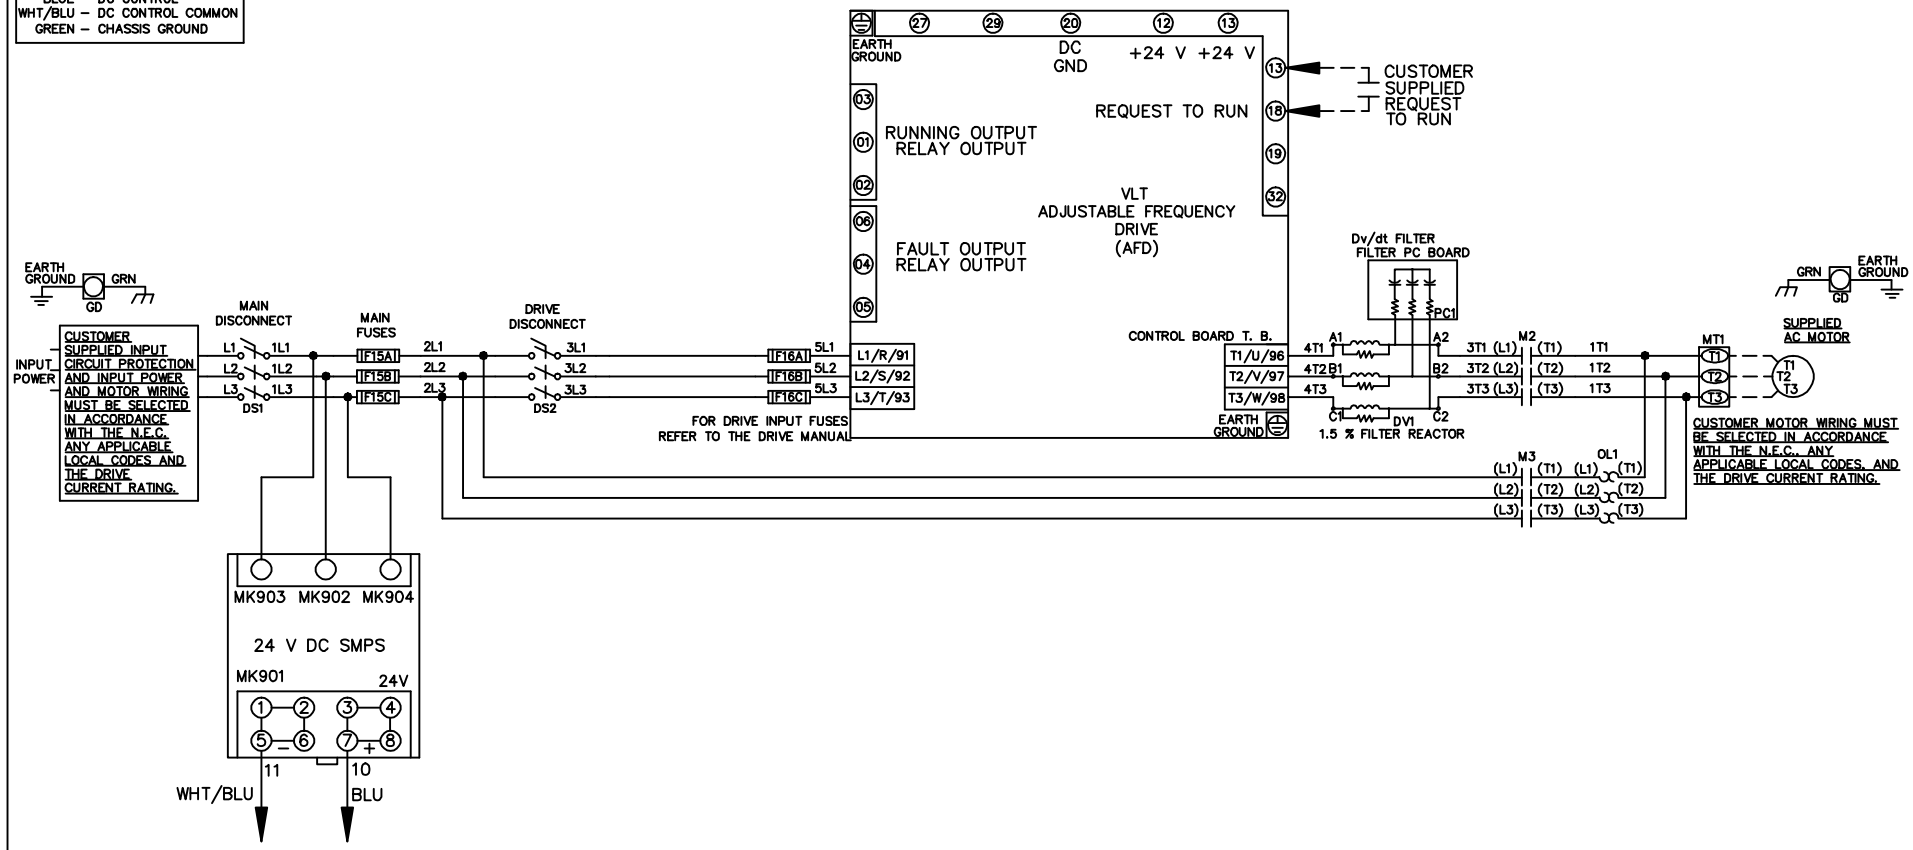 WHT/BLU – DC CONTROL COMMON
GREEN – CHASSIS GROUND
EARTH
GROUND
27
29
20
12
13
DC
GND
+24 V
+24 V
13
18
19
32
CUSTOMER
SUPPLIED
REQUEST
TO RUN
REQUEST TO RUN
03
01
02
RUNNING OUTPUT
RELAY OUTPUT
06
04
05
FAULT OUTPUT
RELAY OUTPUT
VLT
ADJUSTABLE FREQUENCY
DRIVE
(AFD)
CONTROL BOARD T. B.
EARTH
GROUND
GRN
GD
INPUT
POWER
CUSTOMER
SUPPLIED INPUT
CIRCUIT PROTECTION
AND INPUT POWER
AND MOTOR WIRING
MUST BE SELECTED
IN ACCORDANCE
WITH THE N.E.C.
ANY APPLICABLE
LOCAL CODES AND
THE DRIVE
CURRENT RATING.
MAIN
DISCONNECT
L1
1L1
L2
1L2
L3
1L3
DS1
MAIN
FUSES
F15A
F15B
F15C
2L1
2L2
2L3
DRIVE
DISCONNECT
3L1
3L2
3L3
DS2
F16A
F16B
F16C
5L1
5L2
5L3
L1/R/91
L2/S/92
L3/T/93
FOR DRIVE INPUT FUSES
REFER TO THE DRIVE MANUAL
T1/U/96
T2/V/97
T3/W/98
EARTH
GROUND
4T1
4T2
4T3
Dv/dt FILTER
FILTER PC BOARD
PC1
A1
A2
B1
B2
C1
C2
DV1
1.5 % FILTER REACTOR
M2
3T1 (L1) (T1) 1T1
3T2 (L2) (T2) 1T2
3T3 (L3) (T3) 1T3
MT1
T1
T2
T3
GRN
GD
EARTH
GROUND
SUPPLIED
AC MOTOR
T1
T2
T3
CUSTOMER MOTOR WIRING MUST
BE SELECTED IN ACCORDANCE
WITH THE N.E.C., ANY
APPLICABLE LOCAL CODES, AND
THE DRIVE CURRENT RATING.
M3
OL1
(L1) (T1) (L1) (T1)
(L2) (T2) (L2) (T2)
(L3) (T3) (L3) (T3)
MK903 MK902 MK904
24 V DC SMPS
MK901
24V
1 2 3 4
5 – 6 7 + 8
11
10
WHT/BLU
BLU